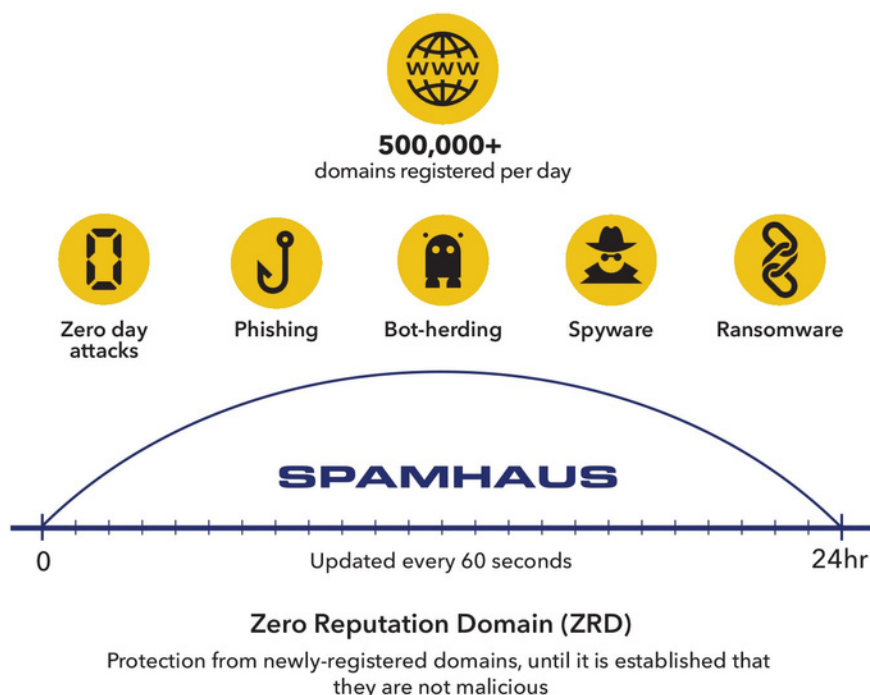 WWW
500,000+
domains registered per day
Zero day
attacks
Phishing
Bot-herding
Spyware
Ransomware
SPAMHAUS
0
Updated every 60 seconds
24hr
Zero Reputation Domain (ZRD)
Protection from newly-registered domains, until it is established that
they are not malicious